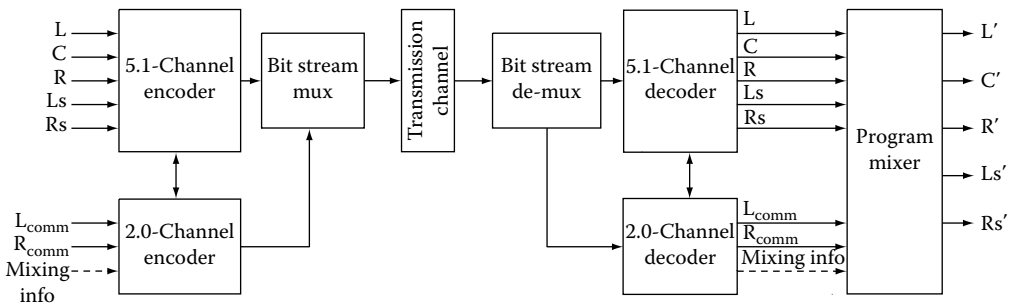 L
C
R
Ls
Rs
5.1-Channel
encoder
Bit stream
mux
Transmission
channel
Bit stream
de-mux
5.1-Channel
decoder
L
C
R
Ls
Rs
Program
mixer
L′
C′
R′
Ls′
Rs′
Lcomm
Rcomm
Mixing
info
2.0-Channel
encoder
2.0-Channel
decoder
Lcomm
Rcomm
Mixing info